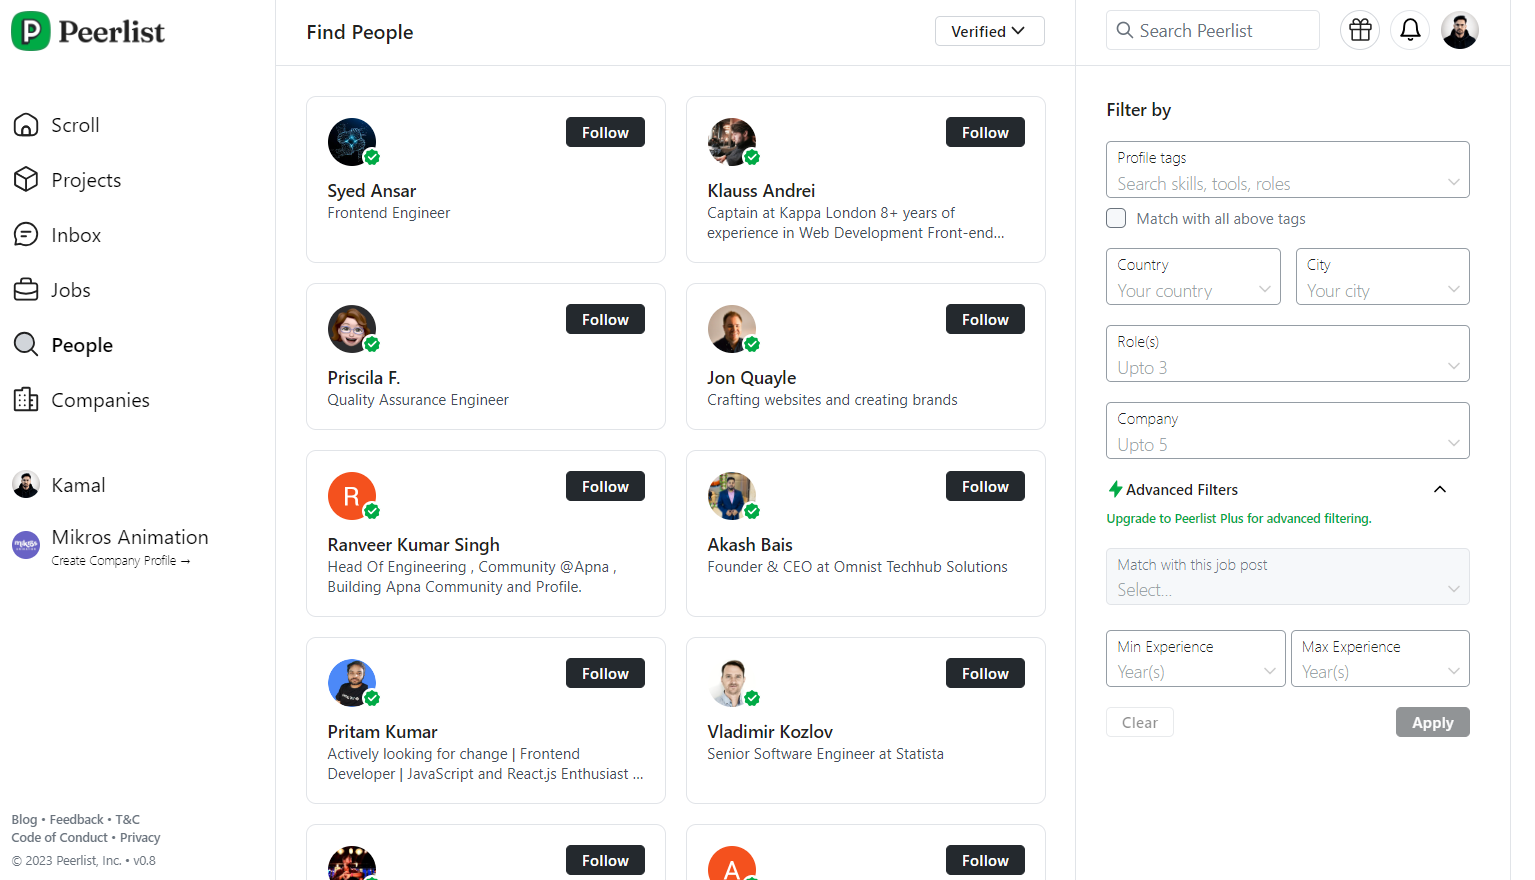 Peerlist
Scroll
Projects
Inbox
Jobs
People
Companies
Kamal
Mikros Animation
Create Company Profile →
Blog • Feedback • T&C
Code of Conduct • Privacy
© 2023 Peerlist, Inc. • v0.8
Find People
Verified
Follow
Syed Ansar
Frontend Engineer
Follow
Klauss Andrei
Captain at Kappa London 8+ years of
experience in Web Development Front-end...
Follow
Priscila F.
Quality Assurance Engineer
Follow
Jon Quayle
Crafting websites and creating brands
R
Follow
Ranveer Kumar Singh
Head Of Engineering , Community @Apna ,
Building Apna Community and Profile.
Follow
Akash Bais
Founder & CEO at Omnist Techhub Solutions
Follow
Pritam Kumar
Actively looking for change | Frontend
Developer | JavaScript and React.js Enthusiast ...
Follow
Vladimir Kozlov
Senior Software Engineer at Statista
Follow
A
Follow
Search Peerlist
Filter by
Profile tags
Search skills, tools, roles
Match with all above tags
Country
Your country
City
Your city
Role(s)
Upto 3
Company
Upto 5
Advanced Filters
Upgrade to Peerlist Plus for advanced filtering.
Match with this job post
Select...
Min Experience
Year(s)
Max Experience
Year(s)
Clear
Apply